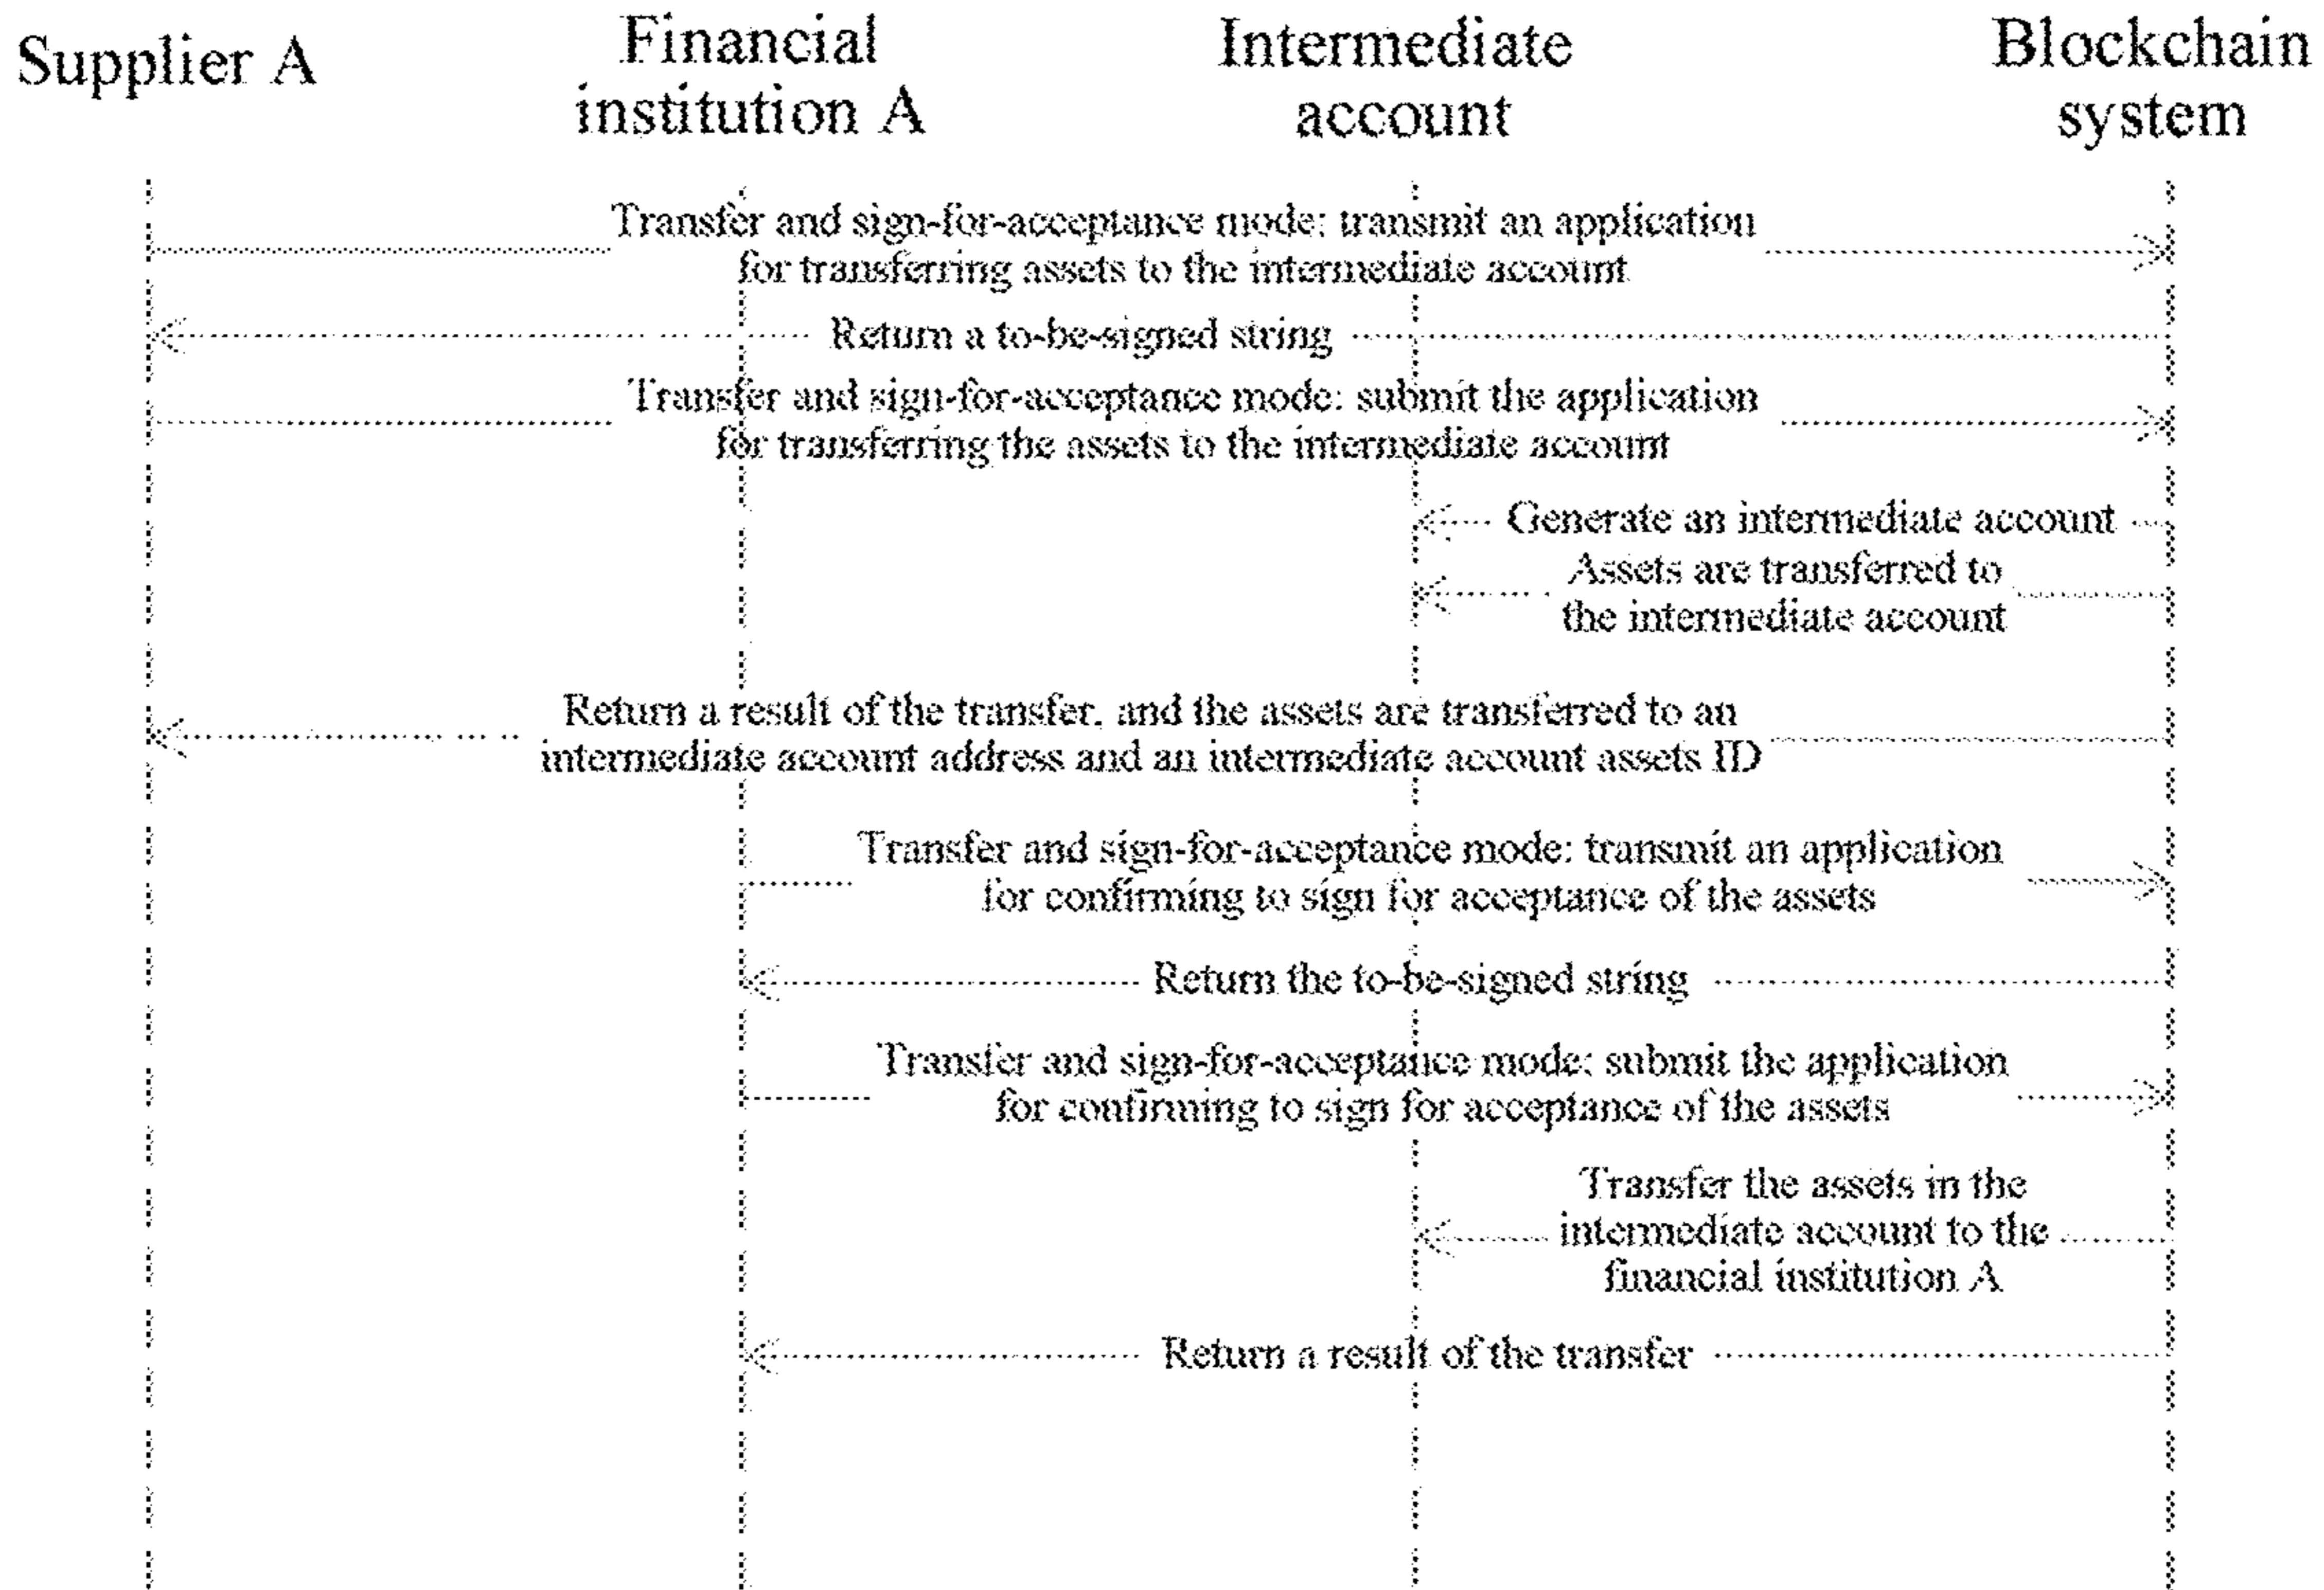 Supplier A
Financial
institution A
Intermediate
account
Blockchain
system
Transfer and sign-for-acceptance mode: transmit an application
for transferring assets to the intermediate account
Return a to-be-signed string
Transfer and sign-for-acceptance mode: submit the application
for transferring the assets to the intermediate account
Generate an intermediate account
Assets are transferred to
the intermediate account
Return a result of the transfer, and the assets are transferred to an
intermediate account address and an intermediate account assets ID
Transfer and sign-for-acceptance mode: transmit an application
for confirming to sign for acceptance of the assets
Return the to-be-signed string
Transfer and sign-for-acceptance mode: submit the application
for confirming to sign for acceptance of the assets
Transfer the assets in the
intermediate account to the
financial institution A
Return a result of the transfer